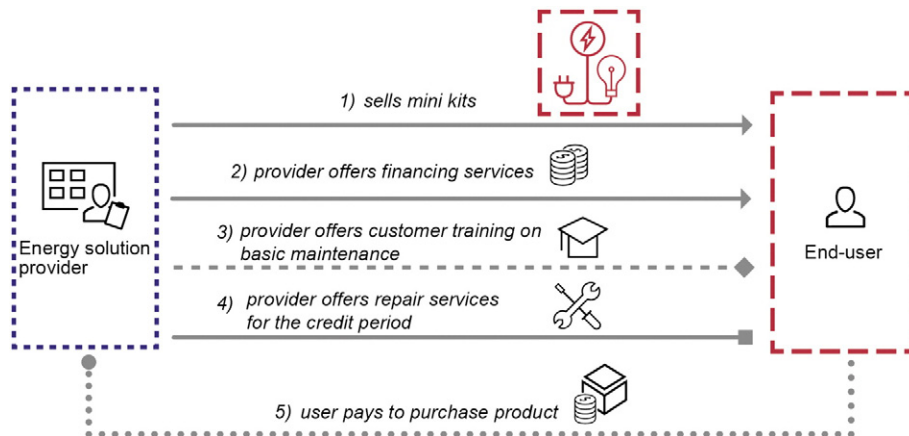 1) sells mini kits
2) provider offers financing services
3) provider offers customer training on
basic maintenance
Energy solution
provider
End-user
4) provider offers repair services
for the credit period
5) user pays to purchase product